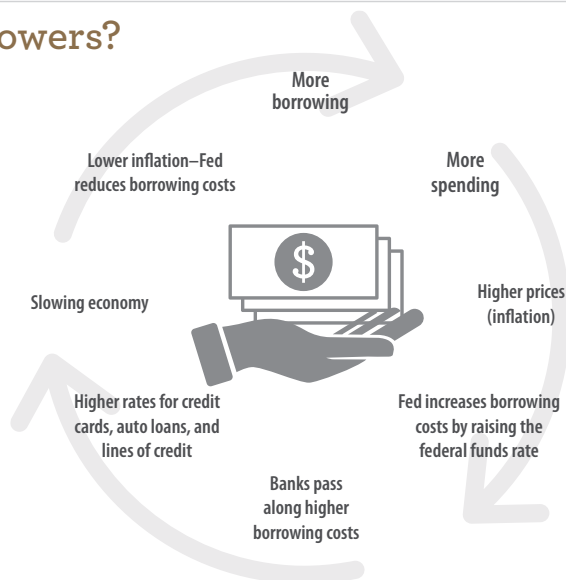 owers?
More
borrowing
More
spending
Higher prices
(inflation)
Fed increases borrowing
costs by raising the
federal funds rate
Banks pass
along higher
borrowing costs
Higher rates for credit
cards, auto loans, and
lines of credit
Slowing economy
Lower inflation–Fed
reduces borrowing costs
$